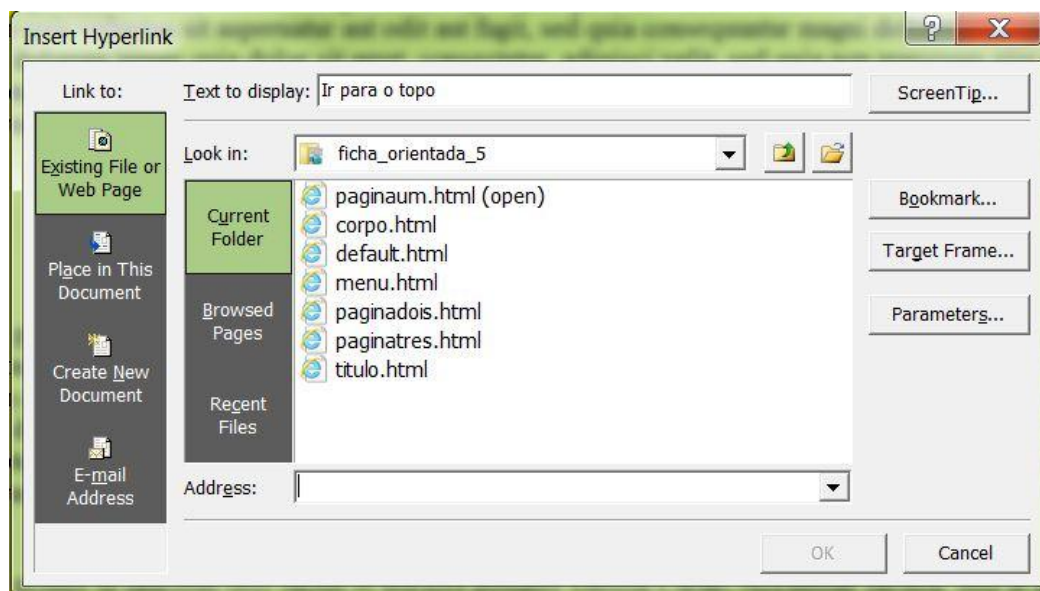 Insert Hyperlink
Link to:
Text to display: Ir para o topo
ScreenTip...
Existing File or
Web Page
Place in This
Document
Create New
Document
E-mail
Address
Look in: ficha_orientada_5
Current
Folder
Browsed
Pages
Recent
Files
paginaum.html (open)
corpo.html
default.html
menu.html
paginadois.html
paginatres.html
titulo.html
Bookmark...
Target Frame...
Parameters...
Address:
OK
Cancel